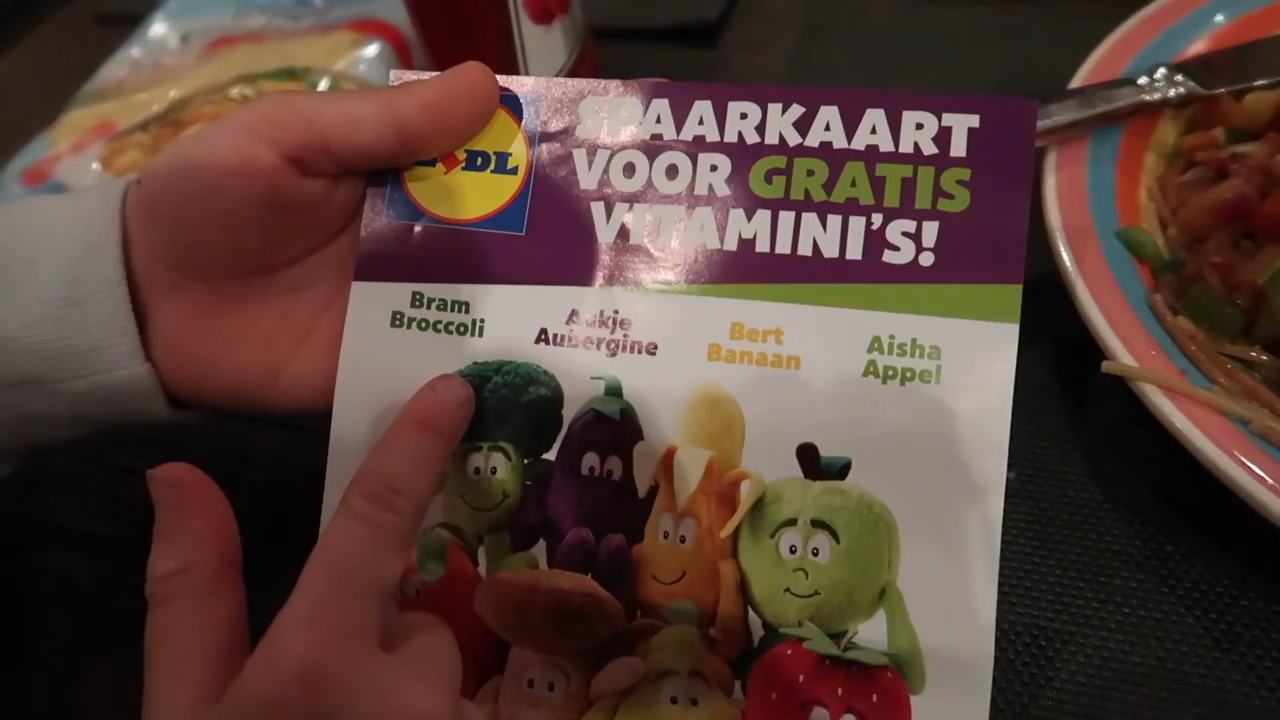 LIDL
SPAARKAART
VOOR GRATIS
VITAMINI'S!
Bram
Broccoli
Aukje
Aubergine
Bert
Banaan
Aisha
Appel